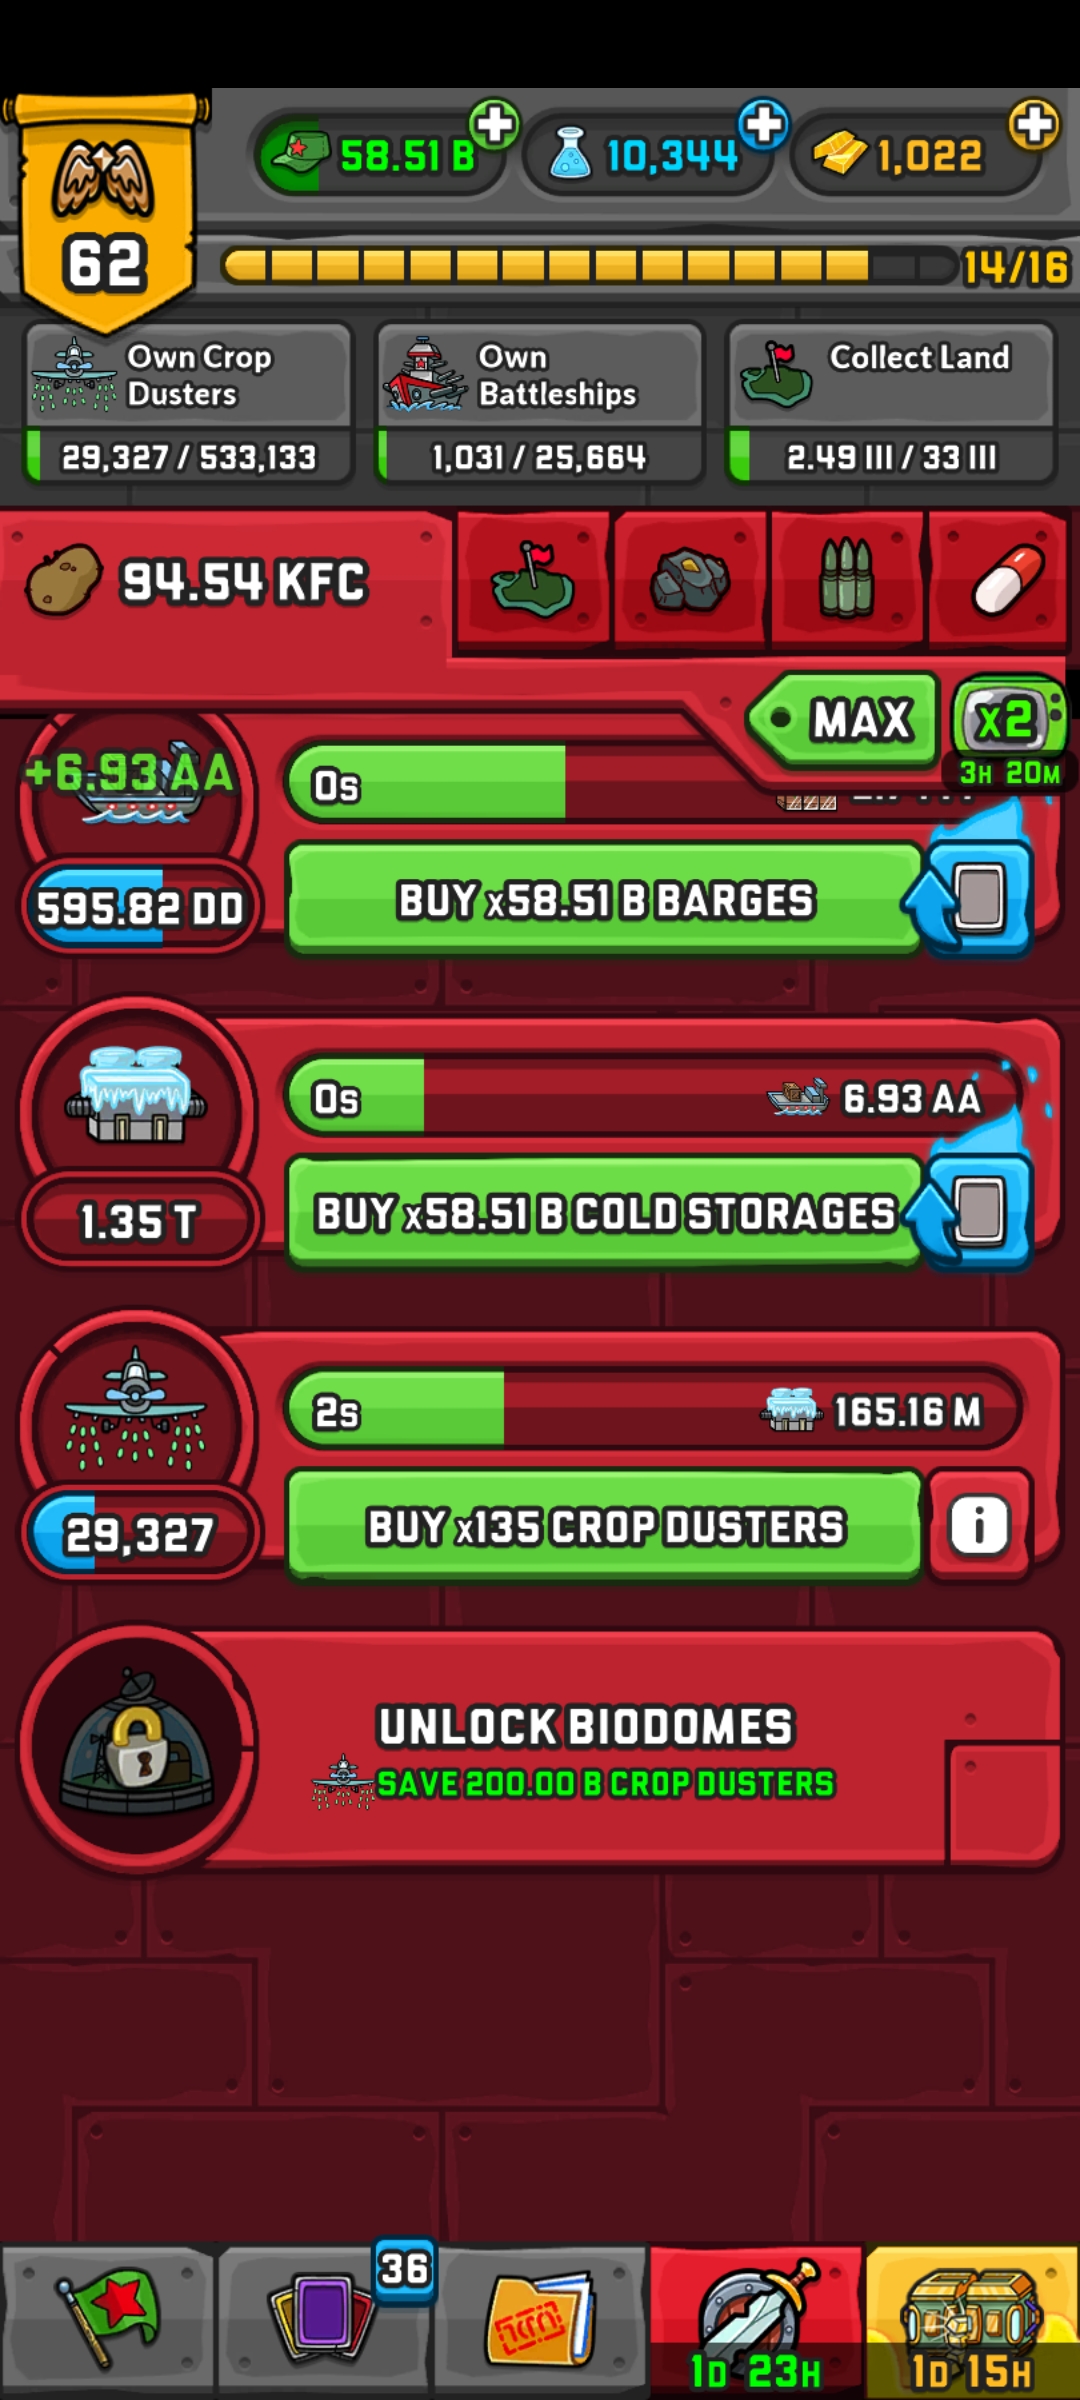 58.51 B
10,344
1,022
62
14/16
Own Crop Dusters
Own Battleships
Collect Land
29,327 / 533,133
1,031 / 25,664
2.49 III / 33 III
94.54 KFC
MAX
x2
3H 20M
+6.93 AA
0s
595.82 DD
BUY x58.51 B BARGES
0s
6.93 AA
1.35 T
BUY x58.51 B COLD STORAGES
2s
165.16 M
29,327
BUY x135 CROP DUSTERS
i
UNLOCK BIODOMES
SAVE 200.00 B CROP DUSTERS
36
1D 23H
1D 15H